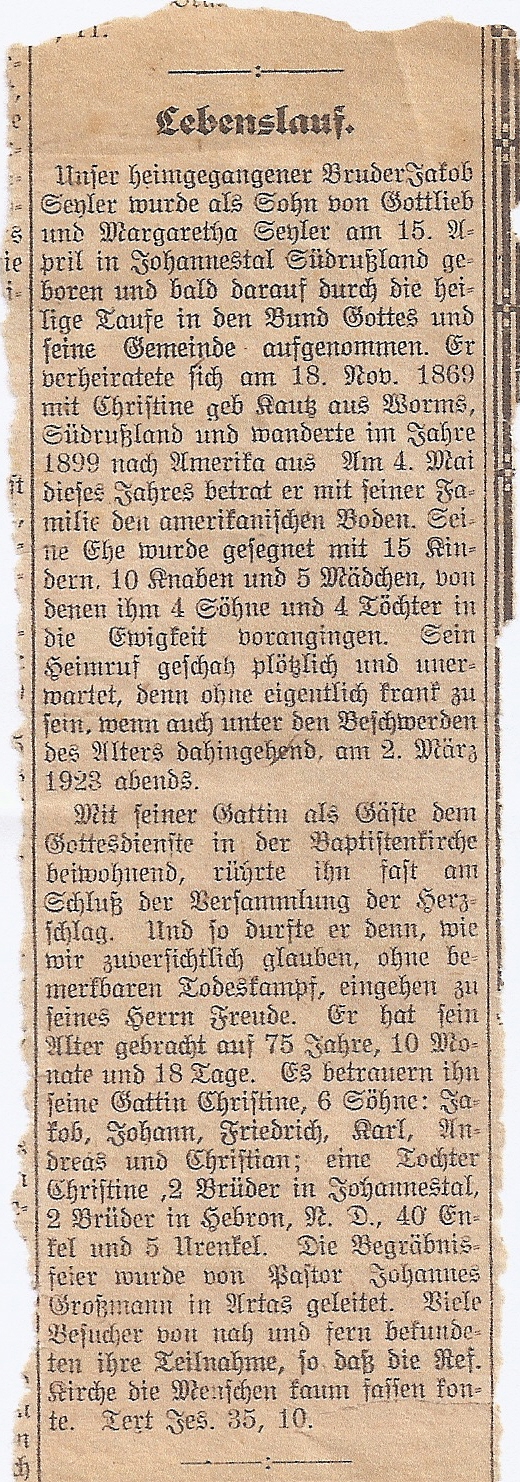 11.
Lebenslauf.
Unser heimgegangener Bruder Jakob
Seyler wurde als Sohn von Gottlieb
und Margaretha Seyler am 15. A-
pril in Johannestal Südrußland ge-
boren und bald darauf durch die hei-
lige Taufe in den Bund Gottes und
seine Gemeinde aufgenommen. Er
verheiratete sich am 18. Nov. 1869
mit Christine geb Kautz aus Worms,
Südrußland und wanderte im Jahre
1899 nach Amerika aus Am 4. Mai
dieses Jahres betrat er mit seiner Fa-
milie den amerikanischen Boden. Sei-
ne Ehe wurde gesegnet mit 15 Kin-
dern, 10 Knaben und 5 Mädchen, von
denen ihm 4 Söhne und 4 Töchter in
die Ewigkeit vorangingen. Sein
Heimruf geschah plötzlich und uner-
wartet, denn ohne eigentlich krank zu
sein, wenn auch unter den Beschwerden
des Alters dahingehend, am 2. März
1923 abends.
Mit seiner Gattin als Gäste dem
Gottesdienste in der Baptistenkirche
beiwohnend, rührte ihn fast am
Schluß der Versammlung der Herz-
schlag. Und so durfte er denn, wie
wir zuversichtlich glauben, ohne be-
merkbaren Todeskampf, eingehen zu
seines Herrn Freude. Er hat sein
Alter gebracht auf 75 Jahre, 10 Mo-
nate und 18 Tage. Es betrauern ihn
seine Gattin Christine, 6 Söhne: Ja-
kob, Johann, Friedrich, Karl, An-
dreas und Christian; eine Tochter
Christine ,2 Brüder in Johannestal,
2 Brüder in Hebron, N. D., 40 En-
kel und 5 Urenkel. Die Begräbnis-
feier wurde von Pastor Johannes
Großmann in Artas geleitet. Viele
Besucher von nah und fern bekunde-
ten ihre Teilnahme, so daß die Ref.
Kirche die Menschen kaum fassen kon-
te. Text Jes. 35, 10.